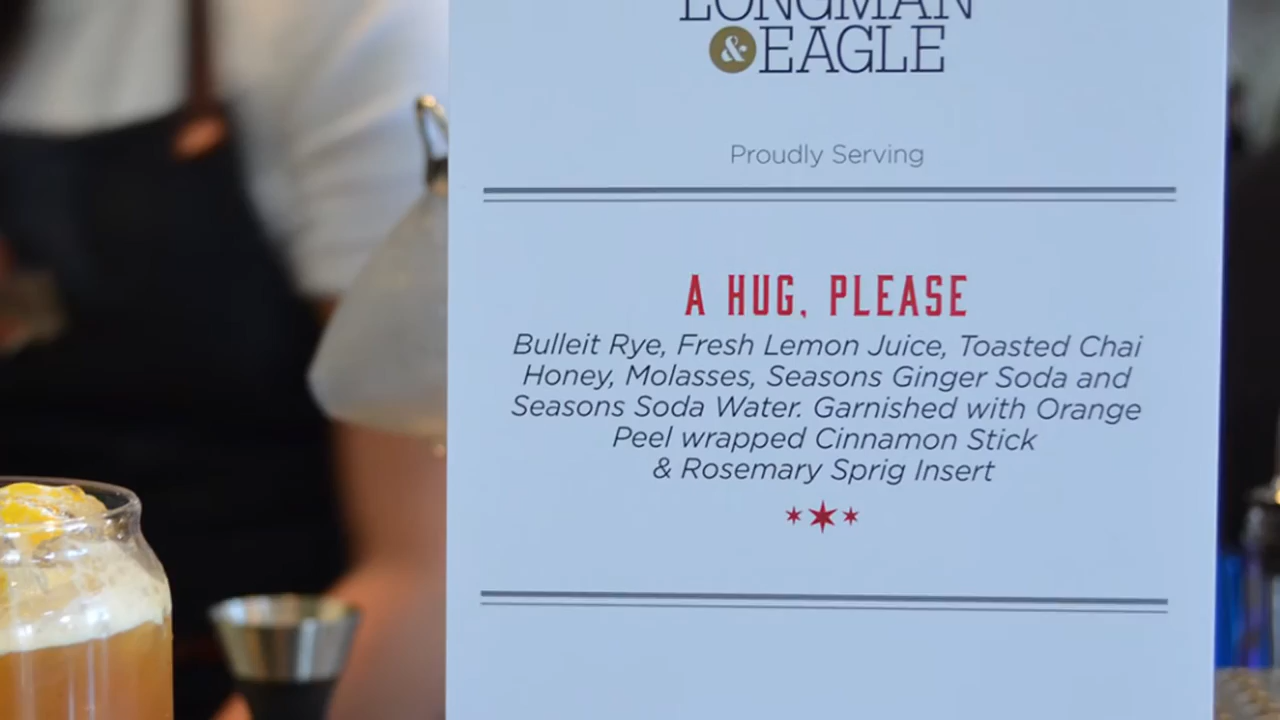 LONGMAN
& EAGLE
Proudly Serving
A HUG, PLEASE
Bulleit Rye, Fresh Lemon Juice, Toasted Chai
Honey, Molasses, Seasons Ginger Soda and
Seasons Soda Water. Garnished with Orange
Peel wrapped Cinnamon Stick
& Rosemary Sprig Insert